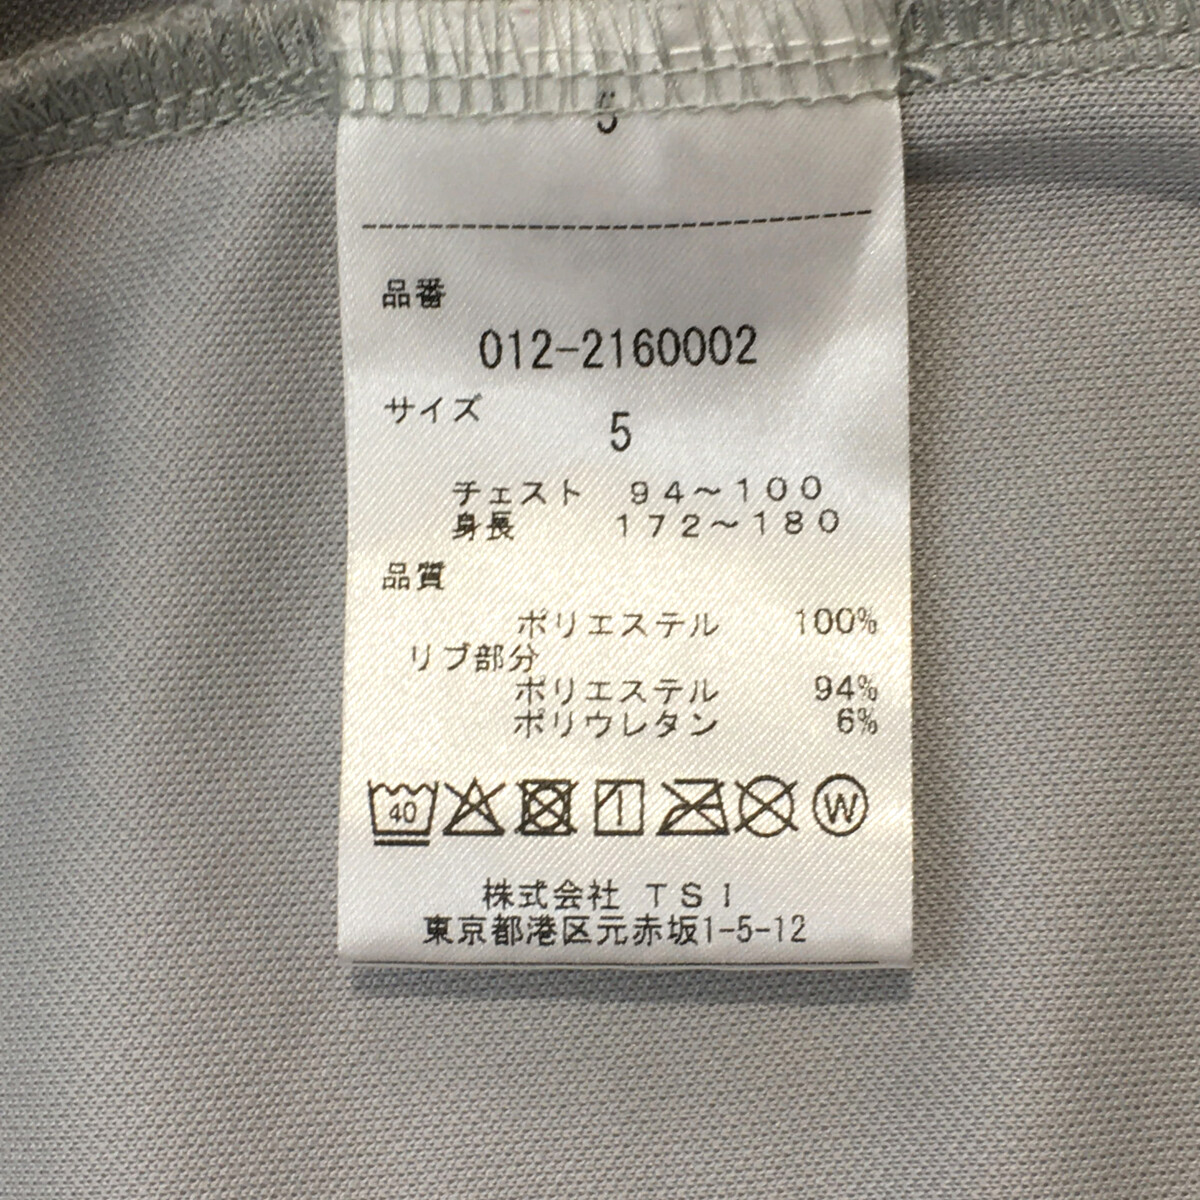 5
品番
012-2160002
サイズ
5
チェスト 94~100
身長 172~180
品質
ポリエステル 100%
リブ部分
ポリエステル 94%
ポリウレタン 6%
40 W
株式会社 TSI
東京都港区元赤坂1-5-12